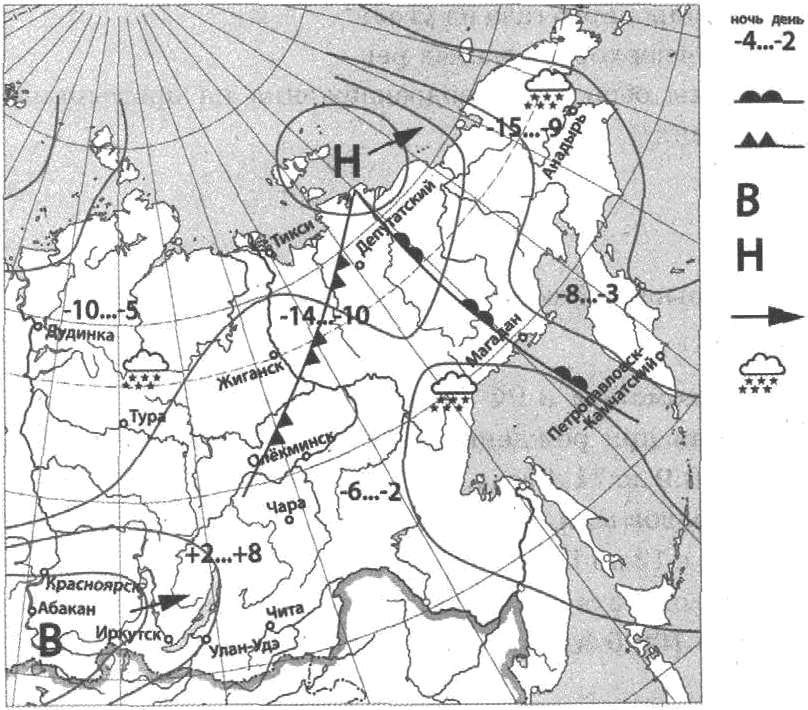 ночь день
-4...-2
В
Н
Н
-15...-9
Анадырь
Депутатский
Тикси
-8...-3
-10...-5
Дудинка
-14...-10
Магадан
Жиганск
Петропавловск-
Камчатский
Тура
Олёкминск
-6...-2
Чара
+2...+8
Красноярск
Абакан
Чита
Иркутск
Улан-Удэ
В